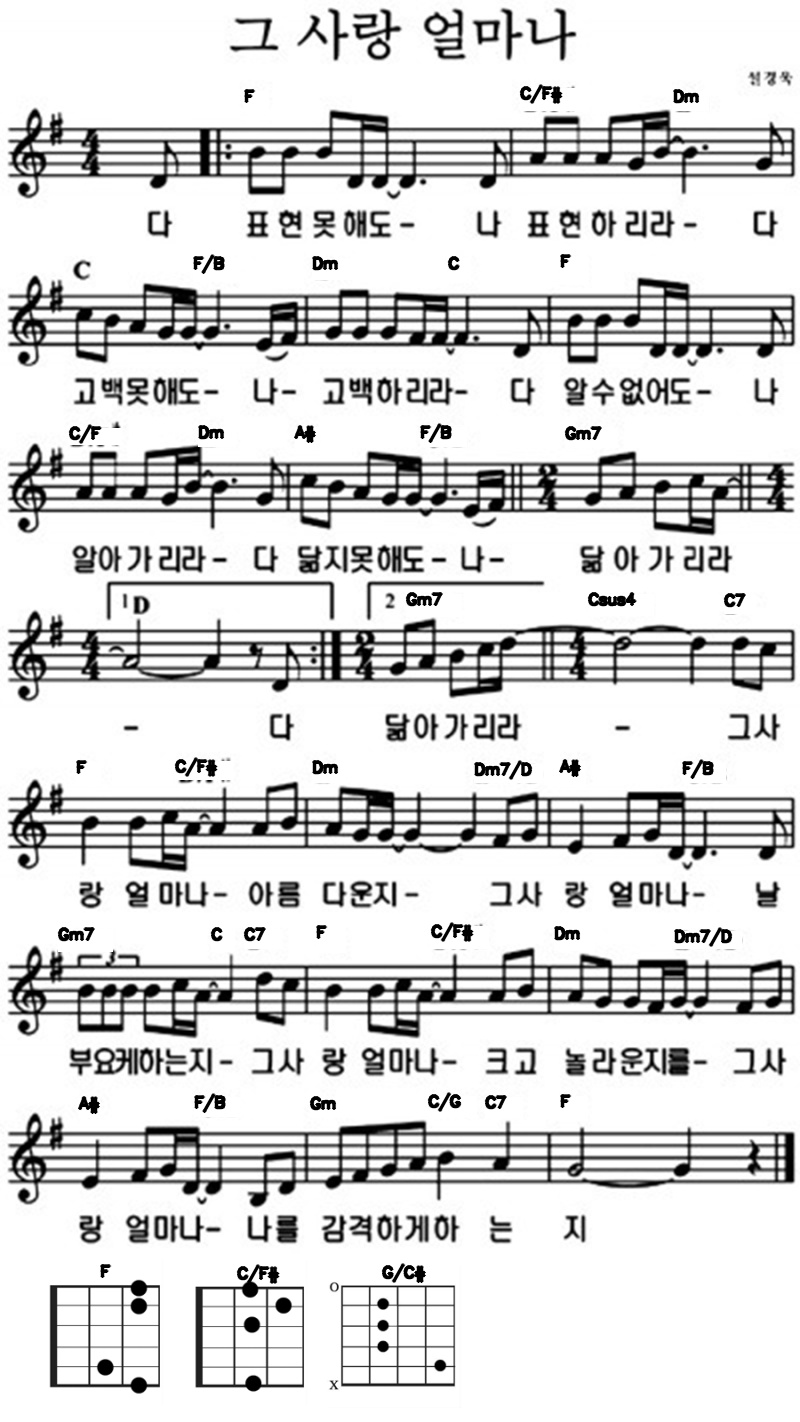 그 사랑 얼마나
설경욱
F C/F# Dm
4 4
다 표현못해도- 나 표현하리라- 다
C F/B Dm C F
고백못해도- 나- 고백하리라- 다 알수없어도- 나
C/F Dm A# F/B Gm7
2 4 4 4
알아가리라- 다 닮지못해도- 나- 닮아가리라
1 D 2 Gm7 Csus4 C7
4 4 2 4 4 4
- 다 닮아가리라 - 그사
F C/F# Dm Dm7/D A# F/B
랑 얼마나- 아름 다운지- 그사 랑 얼마나- 날
Gm7 C C7 F C/F# Dm Dm7/D
3
부요케하는지- 그사 랑 얼마나- 크고 놀라운지를- 그사
A# F/B Gm C/G C7 F
랑 얼마나- 나를 감격하게하 는 지
F C/F# G/C#
o
x